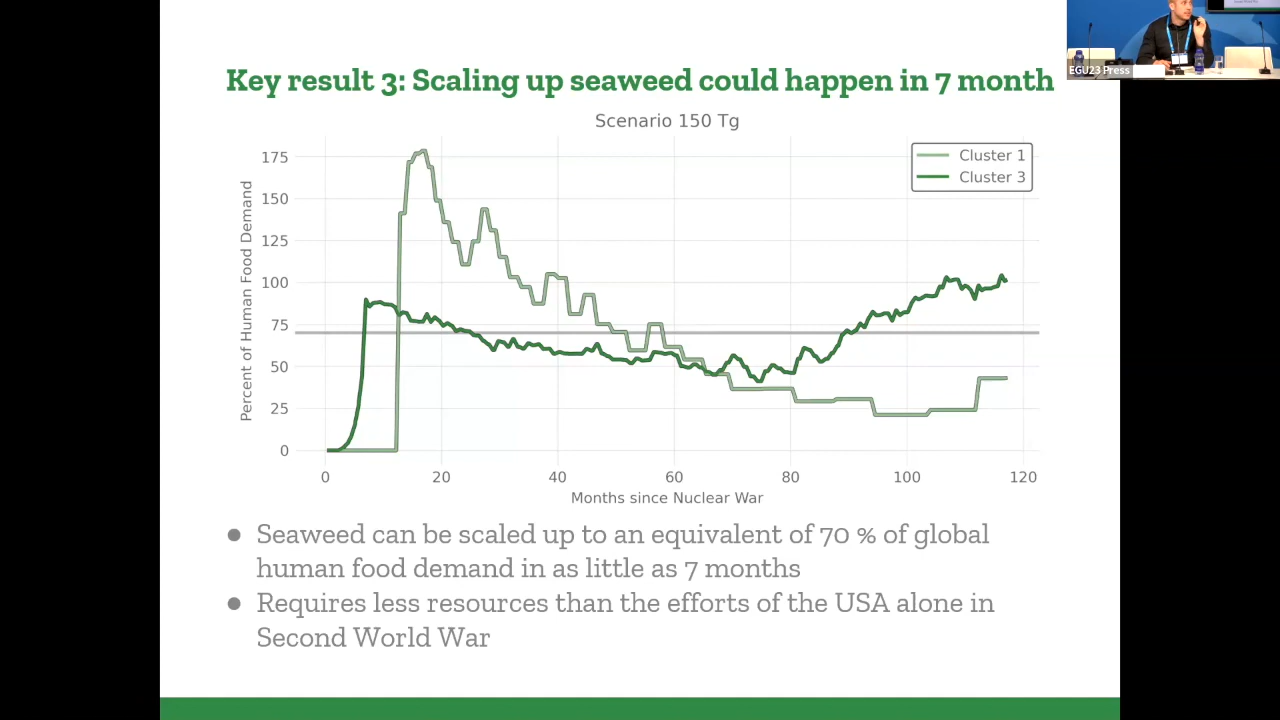 Key result 3: Scaling up seaweed could happen in 7 month
EGU23 Press
Scenario 150 Tg
Cluster 1
Cluster 3
Percent of Human Food Demand
175
150
125
100
75
50
25
0
0 20 40 60 80 100 120
Months since Nuclear War
● Seaweed can be scaled up to an equivalent of 70 % of global
human food demand in as little as 7 months
● Requires less resources than the efforts of the USA alone in
Second World War